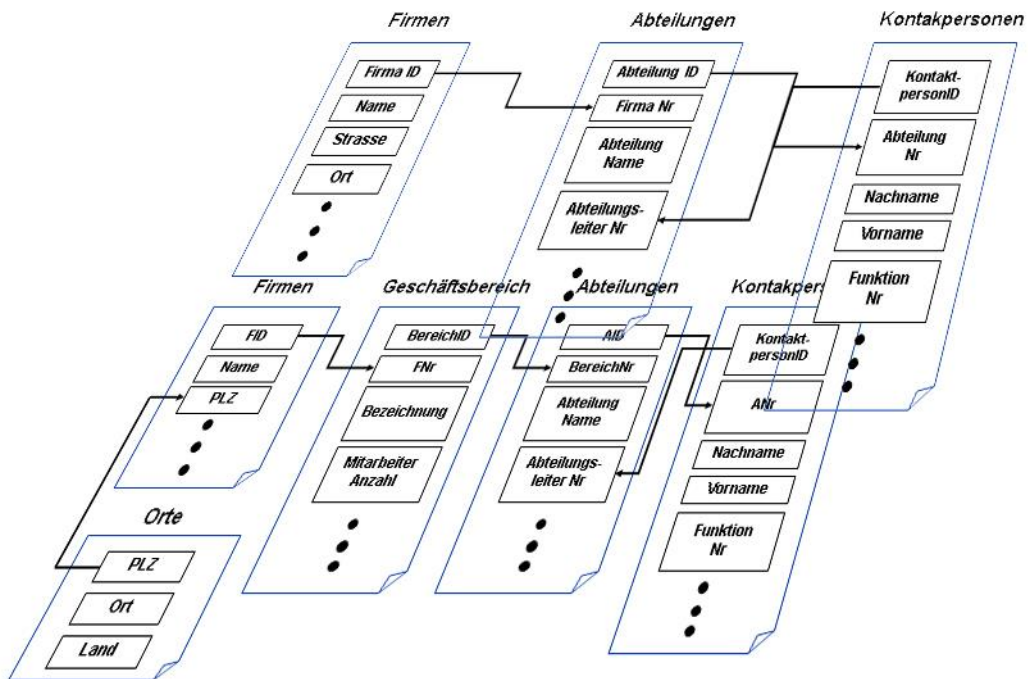 Firmen
Abteilungen
Kontakpersonen
Firma ID
Name
Strasse
Ort
Abteilung ID
Firma Nr
Abteilung
Name
Abteilungs-
leiter Nr
Kontakt-
personID
Abteilung
Nr
Nachname
Vorname
Funktion
Nr
Firmen
Geschäftsbereich
Abteilungen
Kontakpers
FID
Name
PLZ
BereichID
FNr
Bezeichnung
Mitarbeiter
Anzahl
AID
BereichNr
Abteilung
Name
Abteilungs-
leiter Nr
Kontakt-
personID
ANr
Nachname
Vorname
Funktion
Nr
Orte
PLZ
Ort
Land